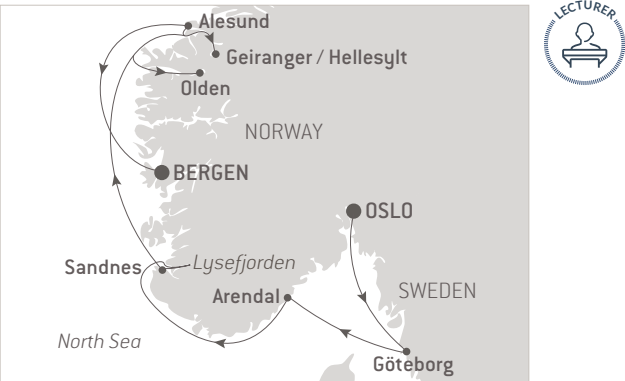 LECTURER
Alesund
Geiranger / Hellesylt
Olden
NORWAY
BERGEN
OSLO
Lysefjorden
Sandnes
SWEDEN
Arendal
North Sea
Göteborg